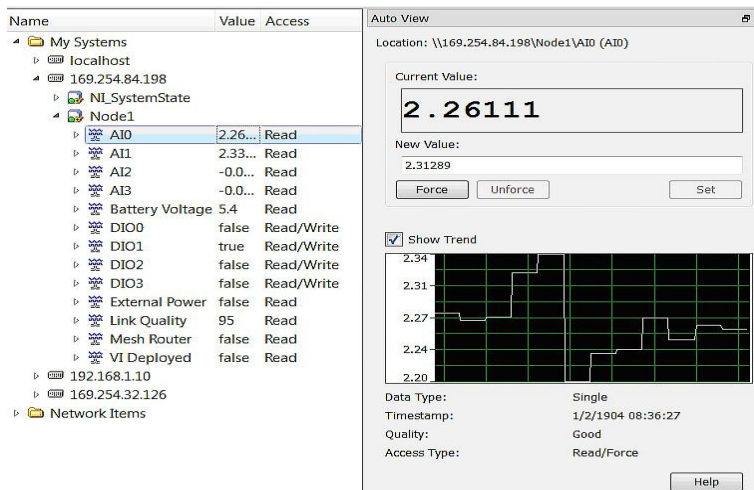 Name Value Access
My Systems
localhost
169.254.84.198
NI_SystemState
Node1
AI0 2.26... Read
AI1 2.33... Read
AI2 -0.0... Read
AI3 -0.0... Read
Battery Voltage 5.4 Read
DIO0 false Read/Write
DIO1 true Read/Write
DIO2 false Read/Write
DIO3 false Read/Write
External Power false Read
Link Quality 95 Read
Mesh Router false Read
VI Deployed false Read
192.168.1.10
169.254.32.126
Network Items
Auto View
Location: \\169.254.84.198\Node1\AI0 (AI0)
Current Value:
2.26111
New Value:
2.31289
Force Unforce Set
Show Trend
2.34
2.31
2.27
2.24
2.20
Data Type: Single
Timestamp: 1/2/1904 08:36:27
Quality: Good
Access Type: Read/Force
Help